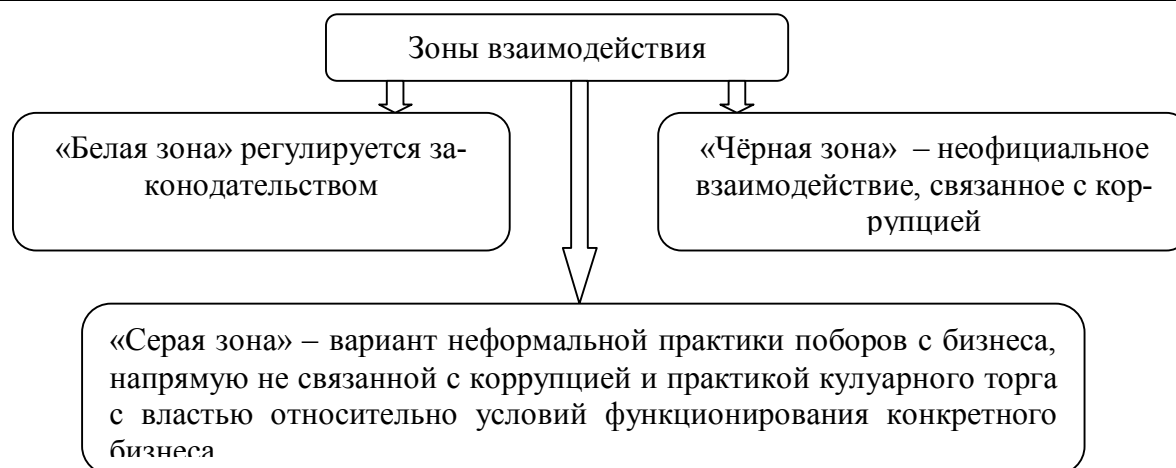 Зоны взаимодействия
«Белая зона» регулируется за-
конодательством
«Чёрная зона» – неофициальное
взаимодействие, связанное с кор-
рупцией
«Серая зона» – вариант неформальной практики поборов с бизнеса,
напрямую не связанной с коррупцией и практикой кулуарного торга
с властью относительно условий функционирования конкретного
бизнеса